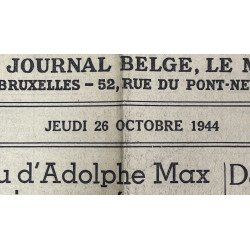 JOURNAL BELGE, LE
BRUXELLES — 52, RUE DU PONT-NE
JEUDI 26 OCTOBRE 1944
u d'Adolphe Max